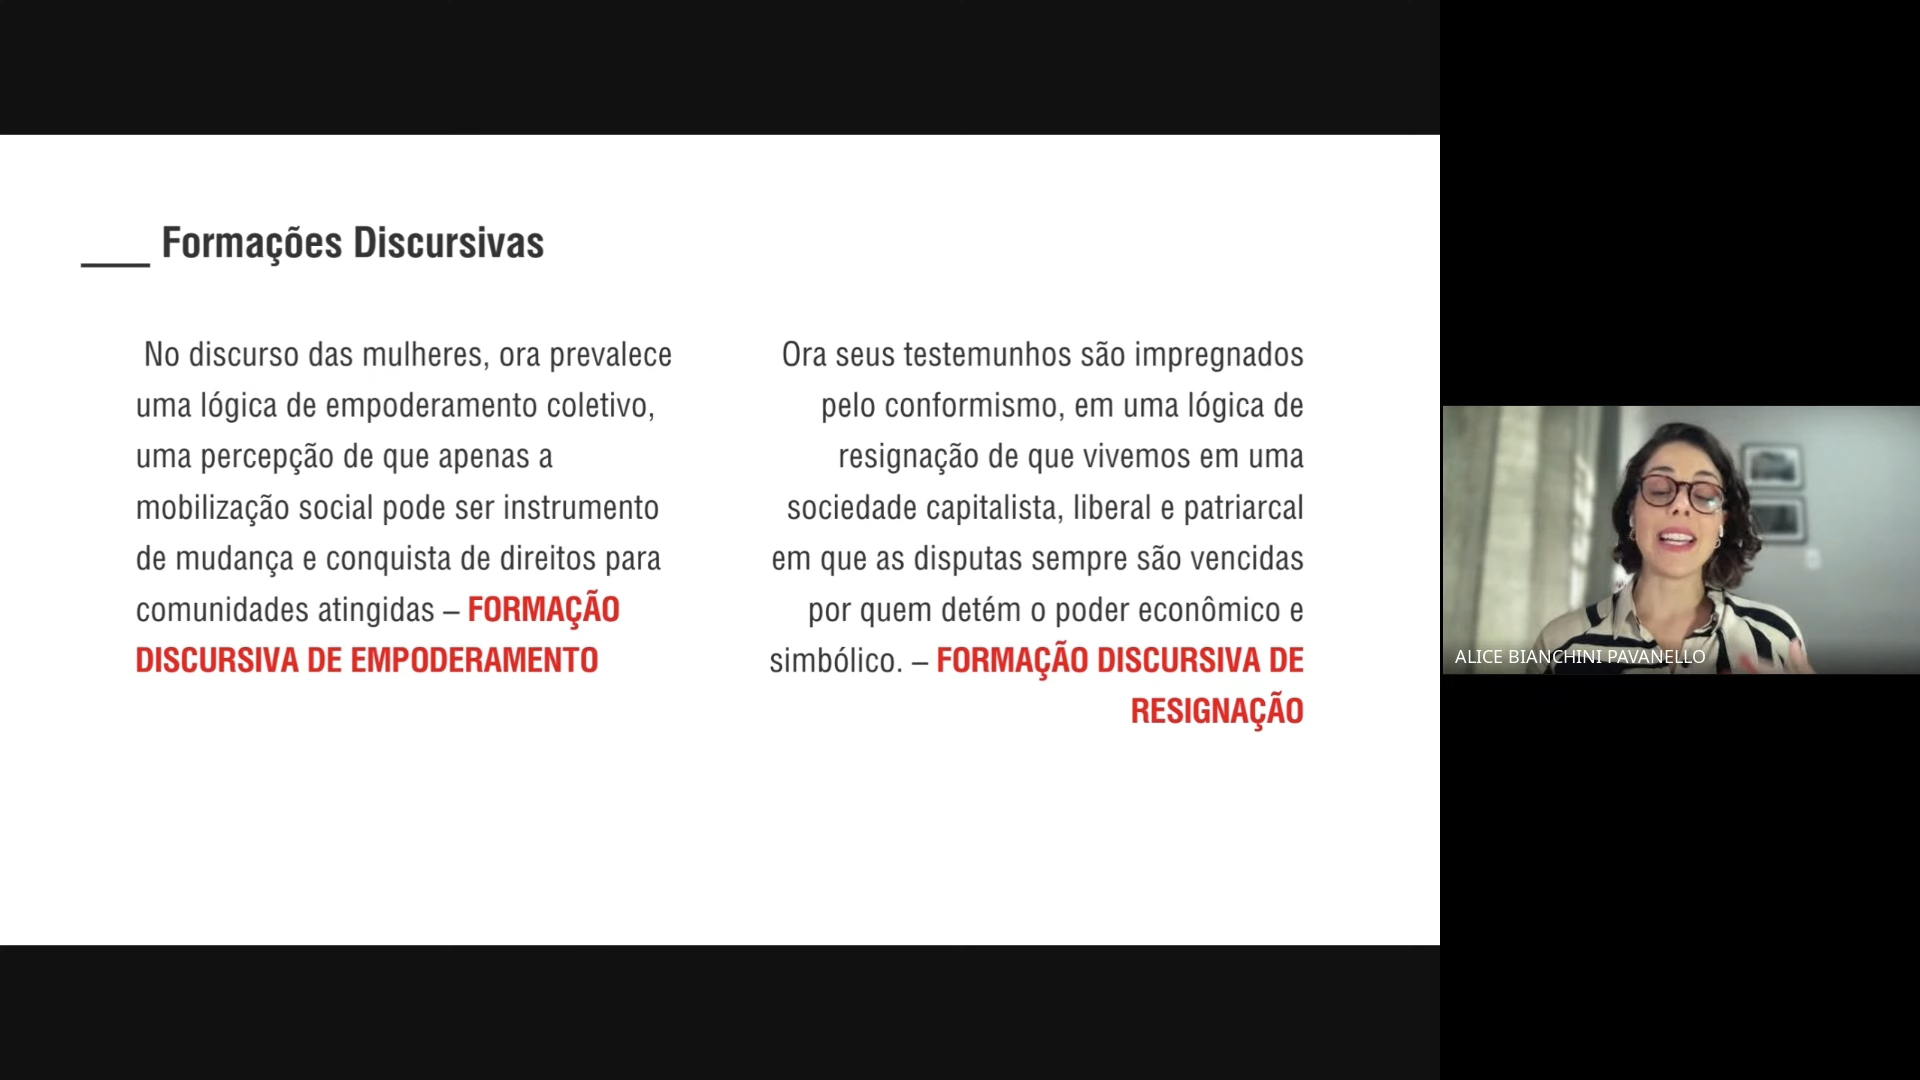 ____ Formações Discursivas
No discurso das mulheres, ora prevalece
uma lógica de empoderamento coletivo,
uma percepção de que apenas a
mobilização social pode ser instrumento
de mudança e conquista de direitos para
comunidades atingidas – FORMAÇÃO
DISCURSIVA DE EMPODERAMENTO
Ora seus testemunhos são impregnados
pelo conformismo, em uma lógica de
resignação de que vivemos em uma
sociedade capitalista, liberal e patriarcal
em que as disputas sempre são vencidas
por quem detém o poder econômico e
simbólico. – FORMAÇÃO DISCURSIVA DE
RESIGNAÇÃO
ALICE BIANCHINI PAVANELLO